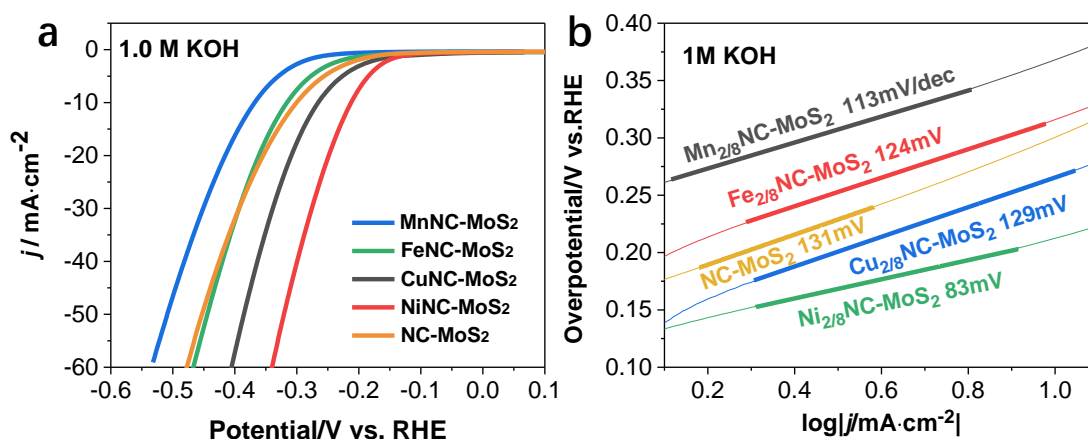 a
1.0 M KOH
0
-10
-20
-30
-40
-50
-60
j / mA·cm-2
MnNC-MoS2
FeNC-MoS2
CuNC-MoS2
NiNC-MoS2
NC-MoS2
-0.6 -0.5 -0.4 -0.3 -0.2 -0.1 0.0 0.1
Potential/V vs. RHE
b
1M KOH
0.40
0.35
0.30
0.25
0.20
0.15
0.10
Overpotential/V vs.RHE
Mn2/8NC-MoS2 113mV/dec
Fe2/8NC-MoS2 124mV
NC-MoS2 131mV
Cu2/8NC-MoS2 129mV
Ni2/8NC-MoS2 83mV
0.2 0.4 0.6 0.8 1.0
log|j/mA·cm-2|